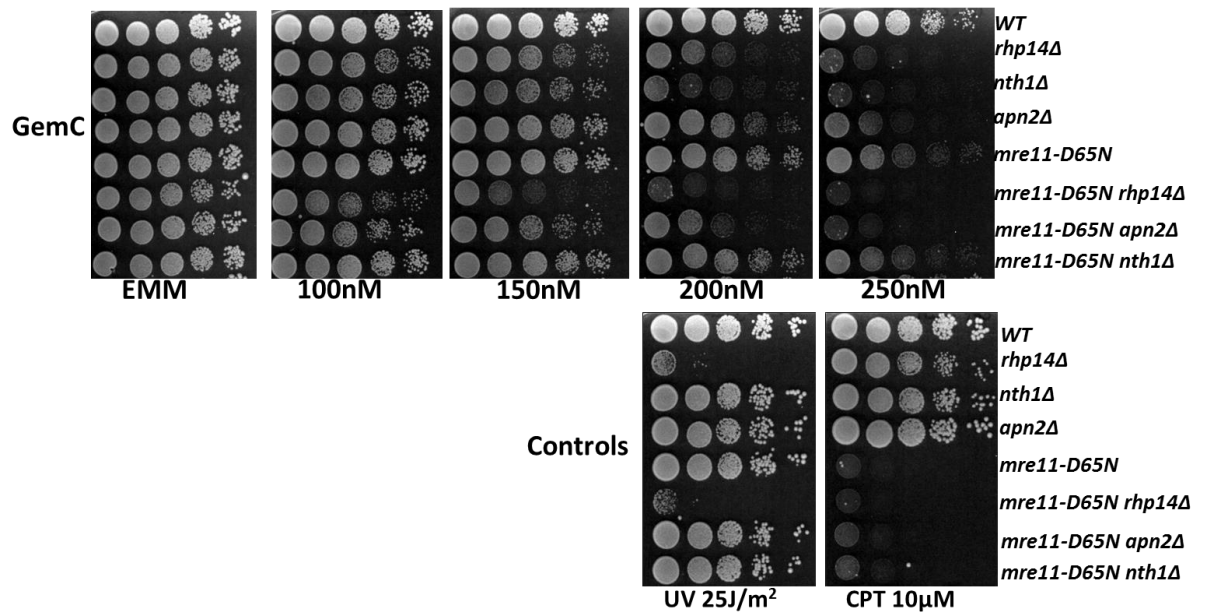 WT
rhp14Δ
nth1Δ
apn2Δ
GemC
mre11-D65N
mre11-D65N rhp14Δ
mre11-D65N apn2Δ
mre11-D65N nth1Δ
EMM 100nM 150nM 200nM 250nM
WT
rhp14Δ
nth1Δ
apn2Δ
Controls
mre11-D65N
mre11-D65N rhp14Δ
mre11-D65N apn2Δ
mre11-D65N nth1Δ
UV 25J/m² CPT 10µM